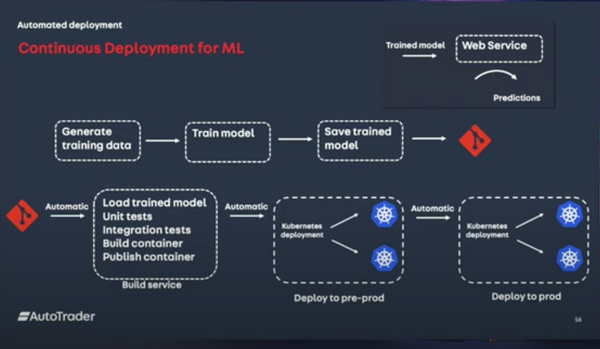 Automated deployment
Continuous Deployment for ML
Trained model
Web Service
Predictions
Generate
training data
Train model
Save trained
model
Automatic
Load trained model
Unit tests
Integration tests
Build container
Publish container
Build service
Automatic
Kubernetes
deployment
Deploy to pre-prod
Automatic
Kubernetes
deployment
Deploy to prod
AutoTrader
56